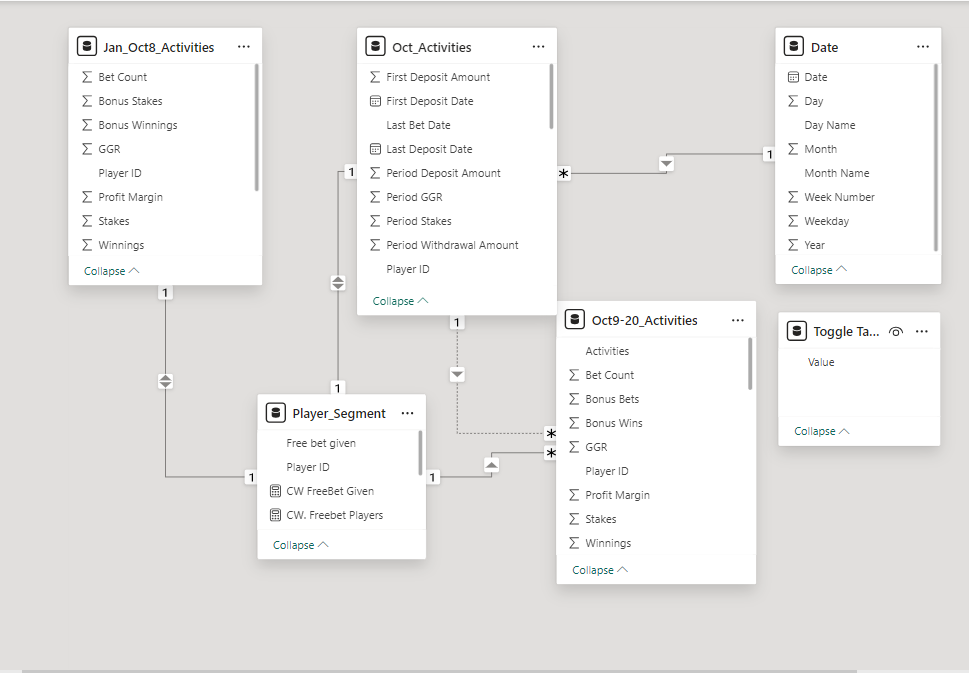 Jan_Oct8_Activities
Bet Count
Bonus Stakes
Bonus Winnings
GGR
Player ID
Profit Margin
Stakes
Winnings
Collapse
Oct_Activities
First Deposit Amount
First Deposit Date
Last Bet Date
Last Deposit Date
Period Deposit Amount
Period GGR
Period Stakes
Period Withdrawal Amount
Player ID
Collapse
Date
Date
Day
Day Name
Month
Month Name
Week Number
Weekday
Year
Collapse
1
*
1
1
1
Oct9-20_Activities
Activities
Bet Count
Bonus Bets
Bonus Wins
GGR
Player ID
Profit Margin
Stakes
Winnings
Collapse
Toggle Ta...
Value
Collapse
1
*
*
Player_Segment
Free bet given
Player ID
CW FreeBet Given
CW. Freebet Players
Collapse
1
1